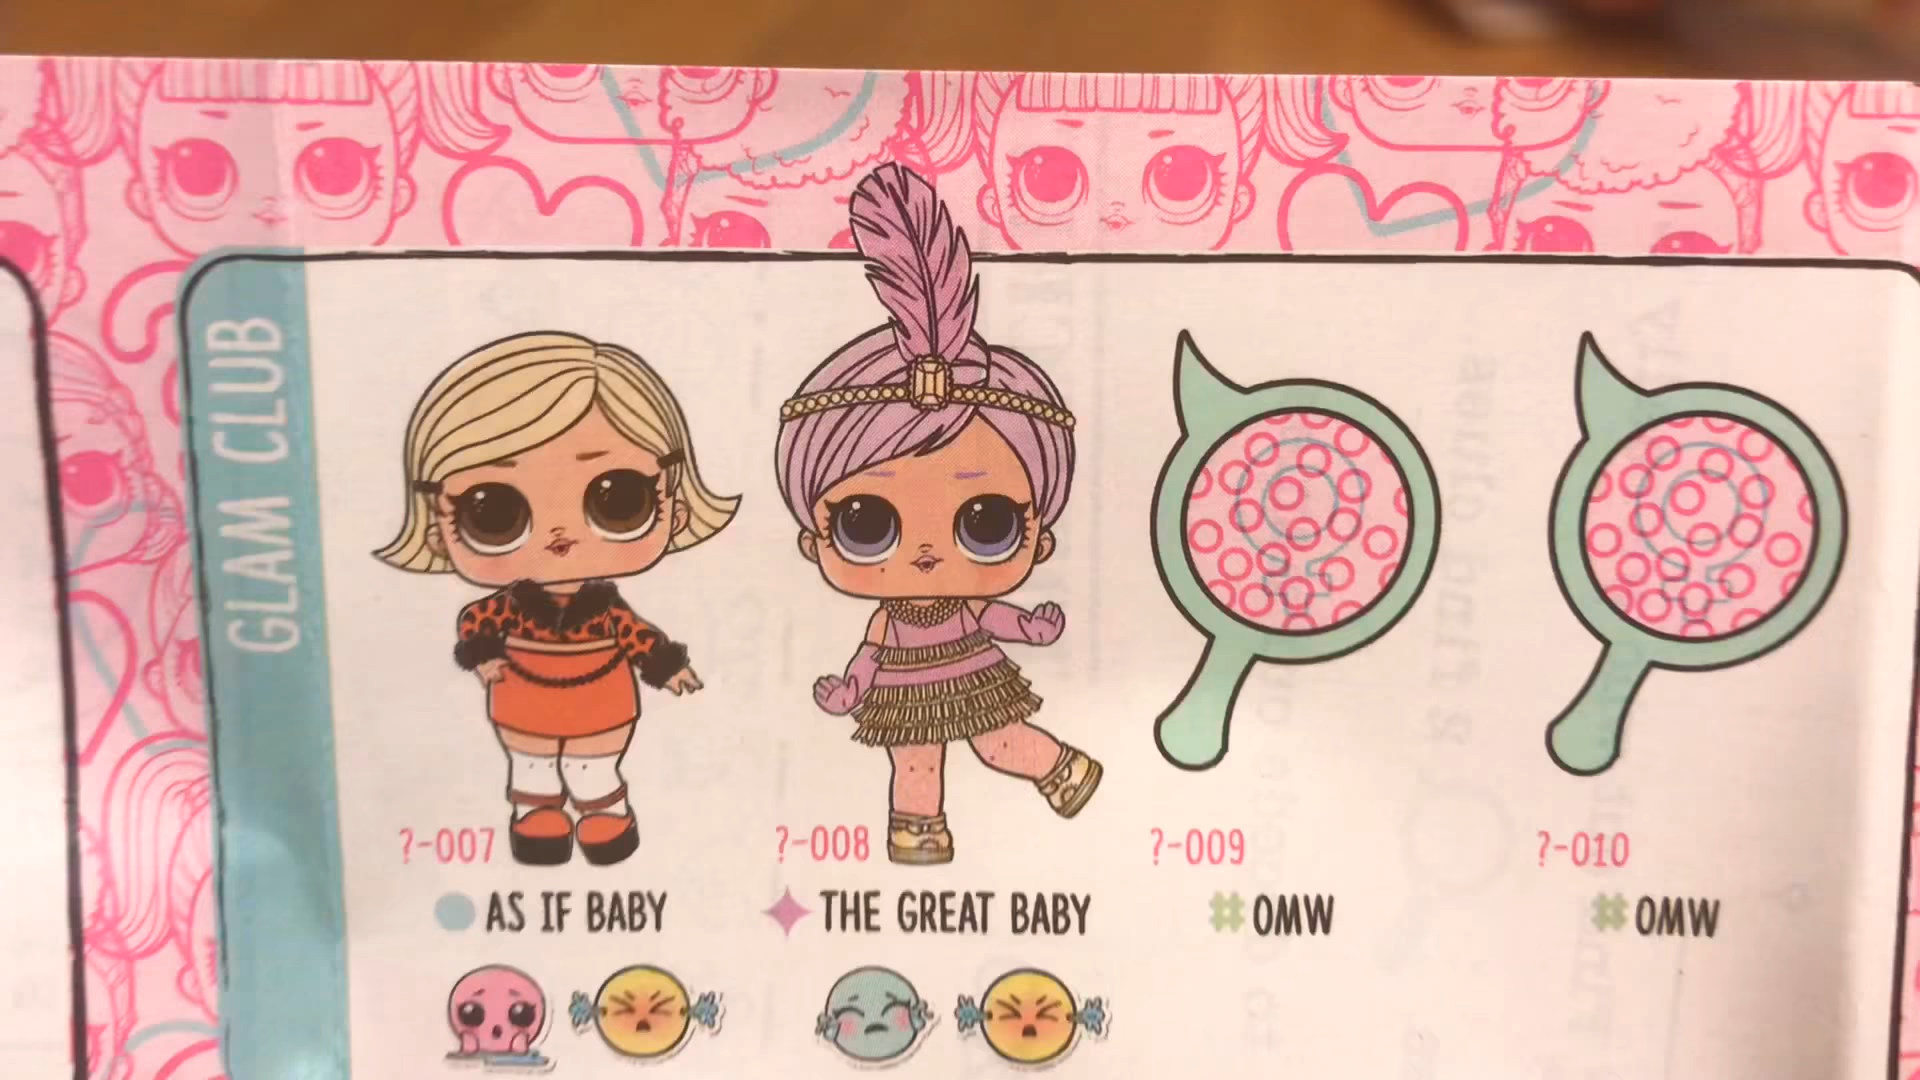 GLAM CLUB
?-007
?-008
?-009
?-010
AS IF BABY
THE GREAT BABY
#OMW
#OMW